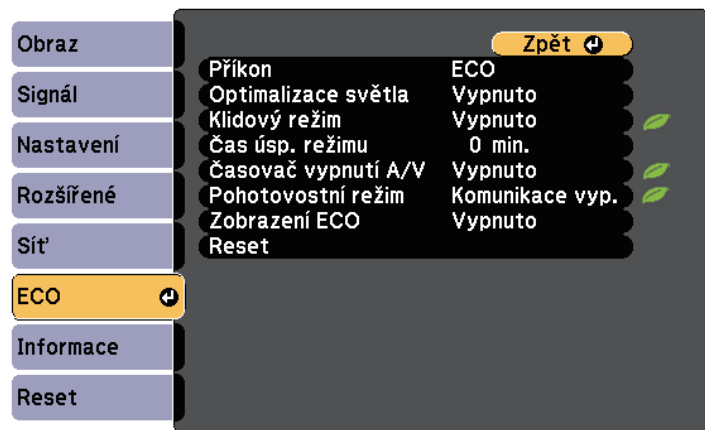 Obraz
Signál
Nastavení
Rozšířené
Síť
ECO
Informace
Reset
Zpět
Příkon ECO
Optimalizace světla Vypnuto
Klidový režim Vypnuto
Čas úsp. režimu 0 min.
Časovač vypnutí A/V Vypnuto
Pohotovostní režim Komunikace vyp.
Zobrazení ECO Vypnuto
Reset